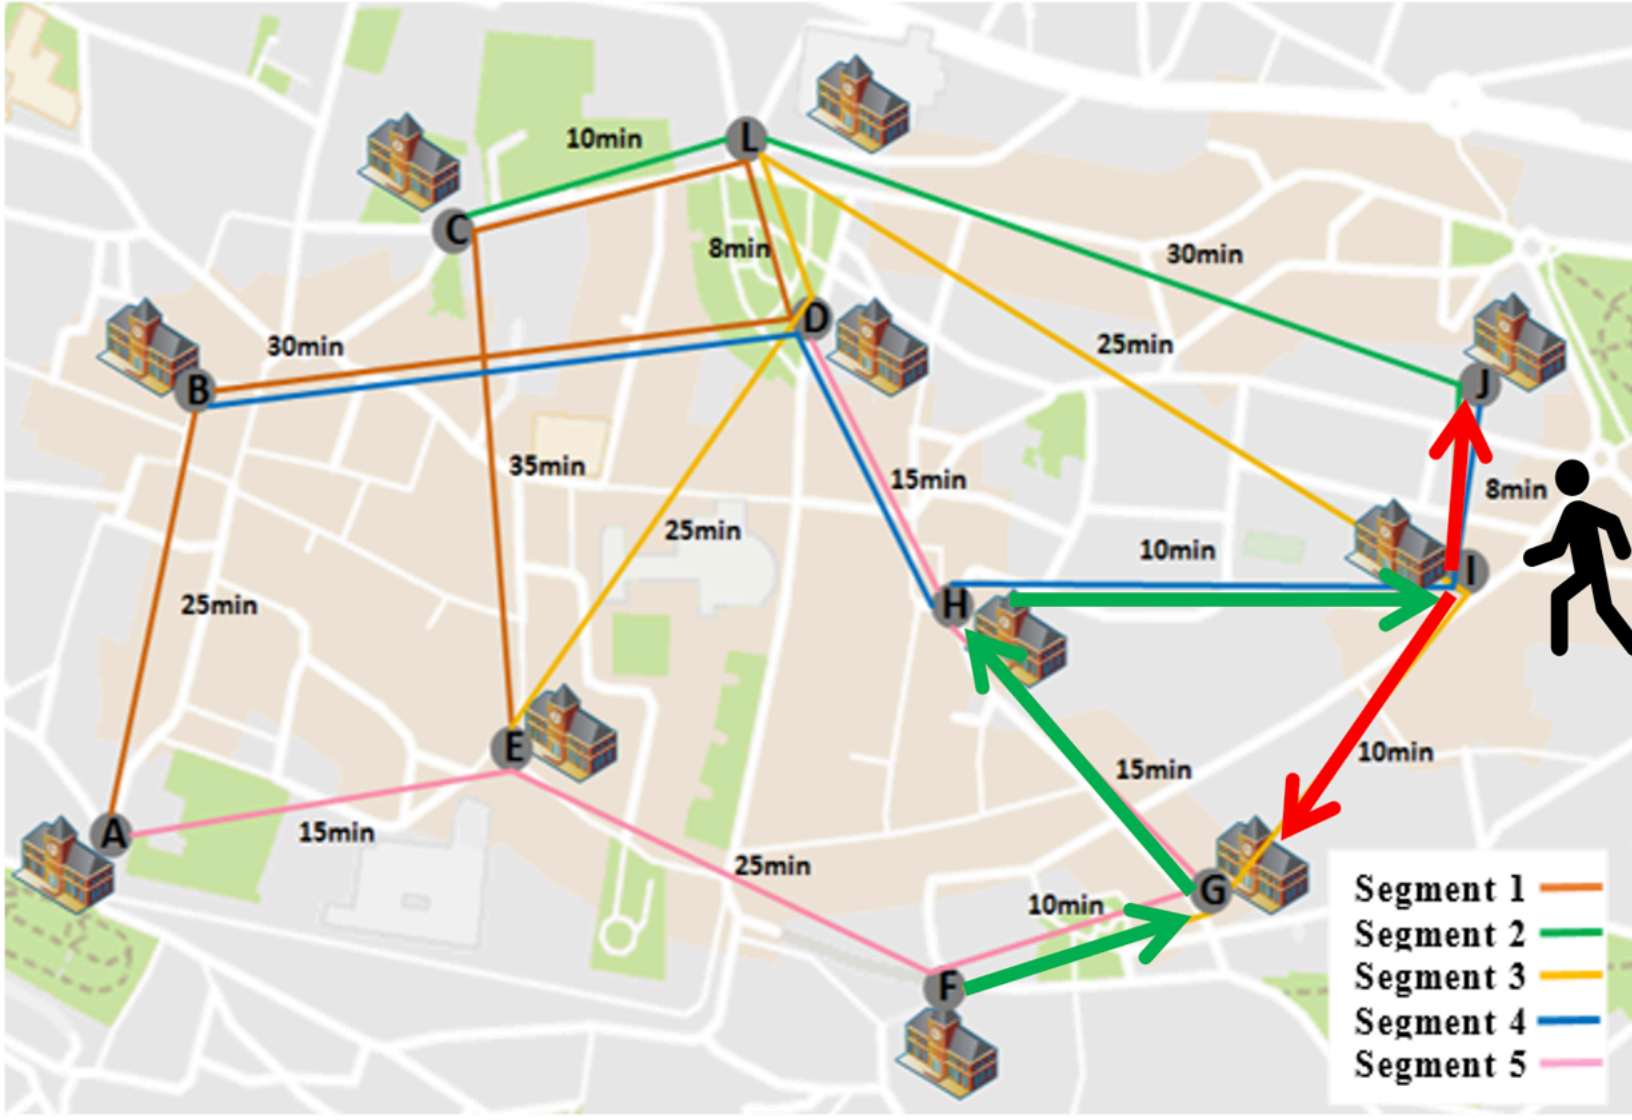 L
10min
C
8min
30min
D
30min
25min
J
B
35min
15min
8min
25min
10min
I
25min
H
E
10min
15min
A
15min
25min
G
10min
F
Segment 1
Segment 2
Segment 3
Segment 4
Segment 5